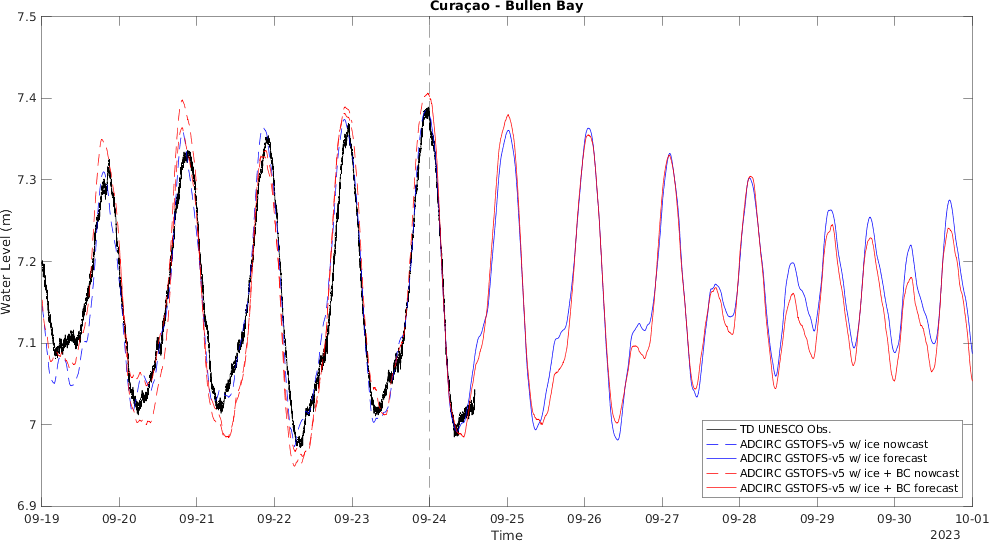 Curaçao - Bullen Bay
7.5
7.4
7.3
7.2
7.1
7
6.9
Water Level (m)
09-19 09-20 09-21 09-22 09-23 09-24 09-25 09-26 09-27 09-28 09-29 09-30 10-01
Time
2023
TD UNESCO Obs.
ADCIRC GSTOFS-v5 w/ ice nowcast
ADCIRC GSTOFS-v5 w/ ice forecast
ADCIRC GSTOFS-v5 w/ ice + BC nowcast
ADCIRC GSTOFS-v5 w/ ice + BC forecast